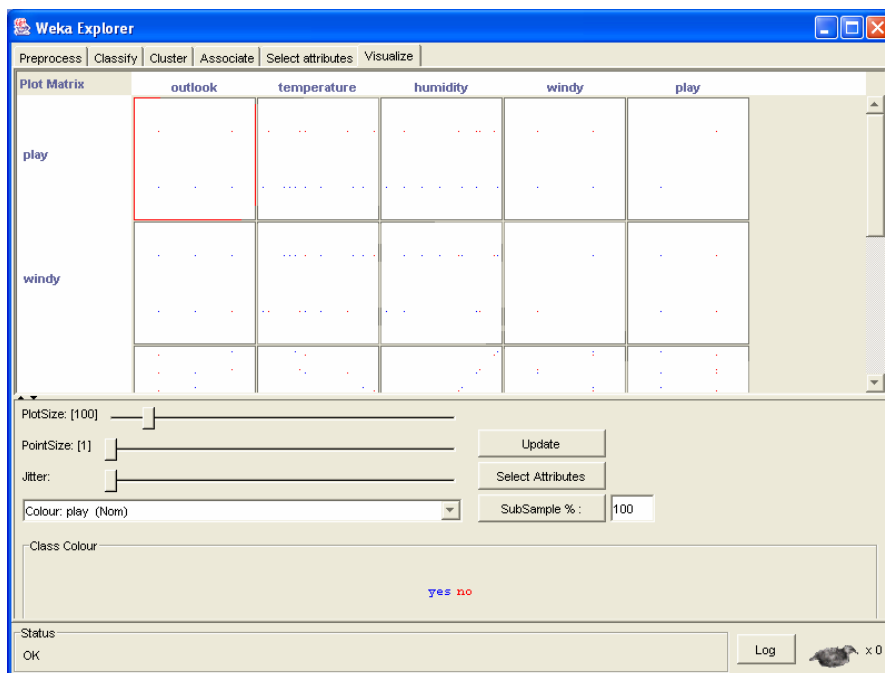 Weka Explorer
Preprocess Classify Cluster Associate Select attributes Visualize
Plot Matrix outlook temperature humidity windy play
play
windy
PlotSize: [100]
PointSize: [1]
Update
Jitter:
Select Attributes
Colour: play (Nom)
SubSample % : 100
Class Colour
yes no
Status
OK
Log
x 0